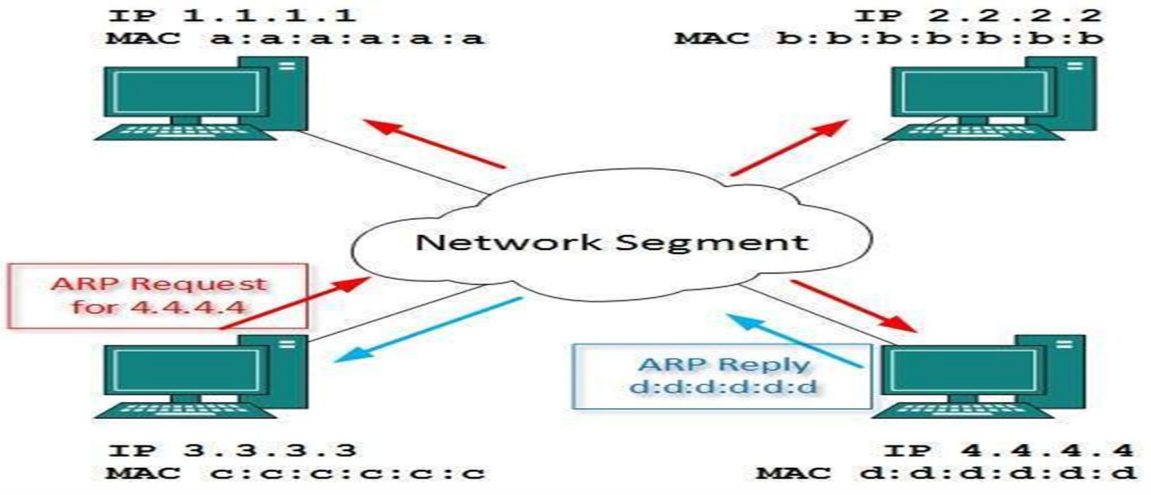 IP 1.1.1.1
MAC a:a:a:a:a:a
IP 2.2.2.2
MAC b:b:b:b:b:b:b
Network Segment
ARP Request
for 4.4.4.4
ARP Reply
d:d:d:d:d:d
IP 3.3.3.3
MAC c:c:c:c:c:c
IP 4.4.4.4
MAC d:d:d:d:d:d